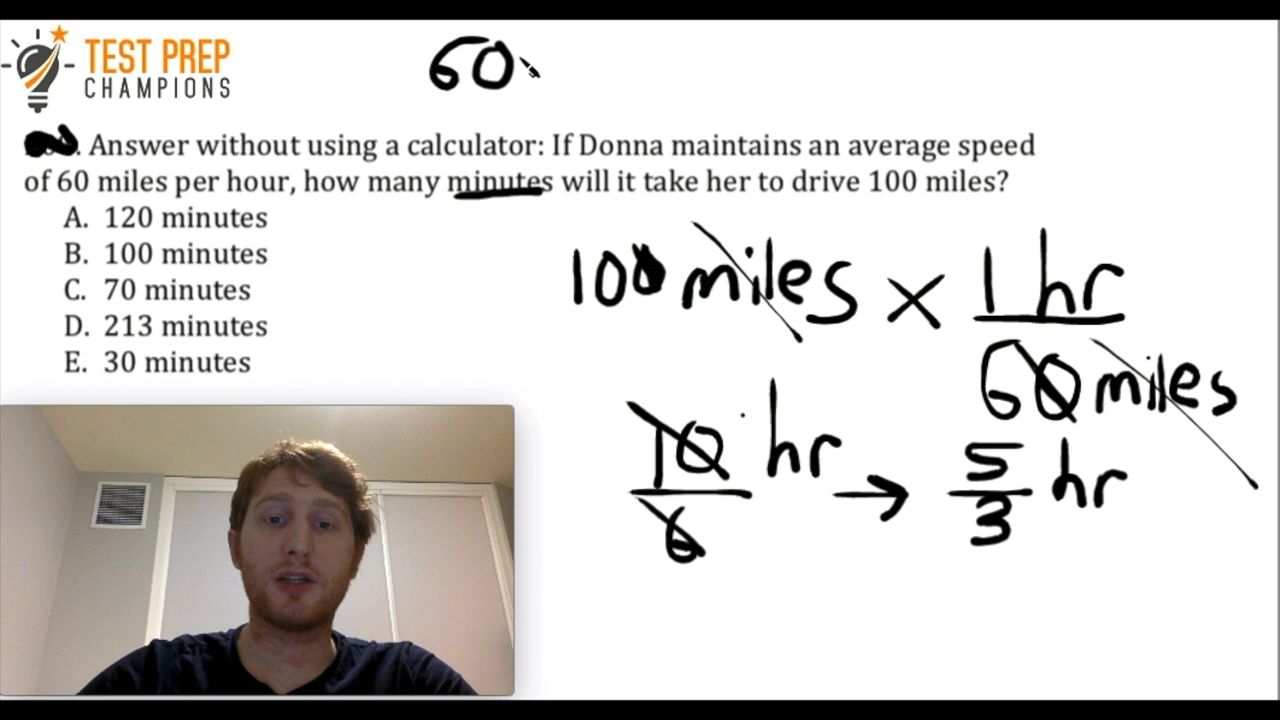 TEST PREP
CHAMPIONS
60
. Answer without using a calculator: If Donna maintains an average speed
of 60 miles per hour, how many minutes will it take her to drive 100 miles?
A. 120 minutes
B. 100 minutes
C. 70 minutes
D. 213 minutes
E. 30 minutes
100 miles × 1 hr
60 miles
10 hr → 5 hr
6 3